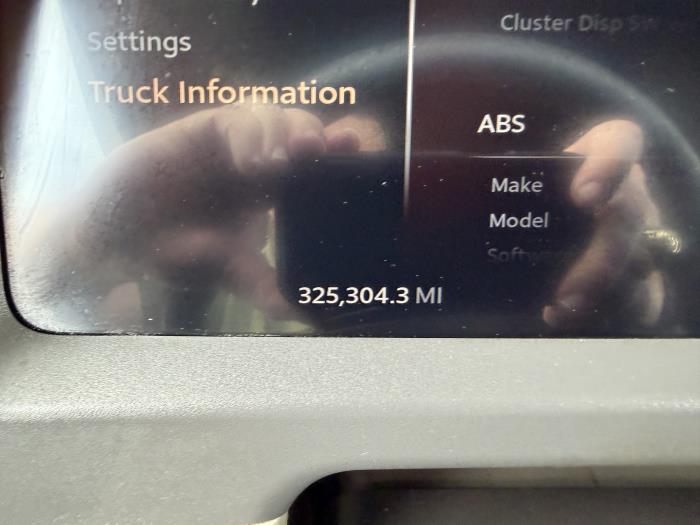 Settings
Truck Information
Cluster Disp
ABS
Make
Model
325,304.3 MI